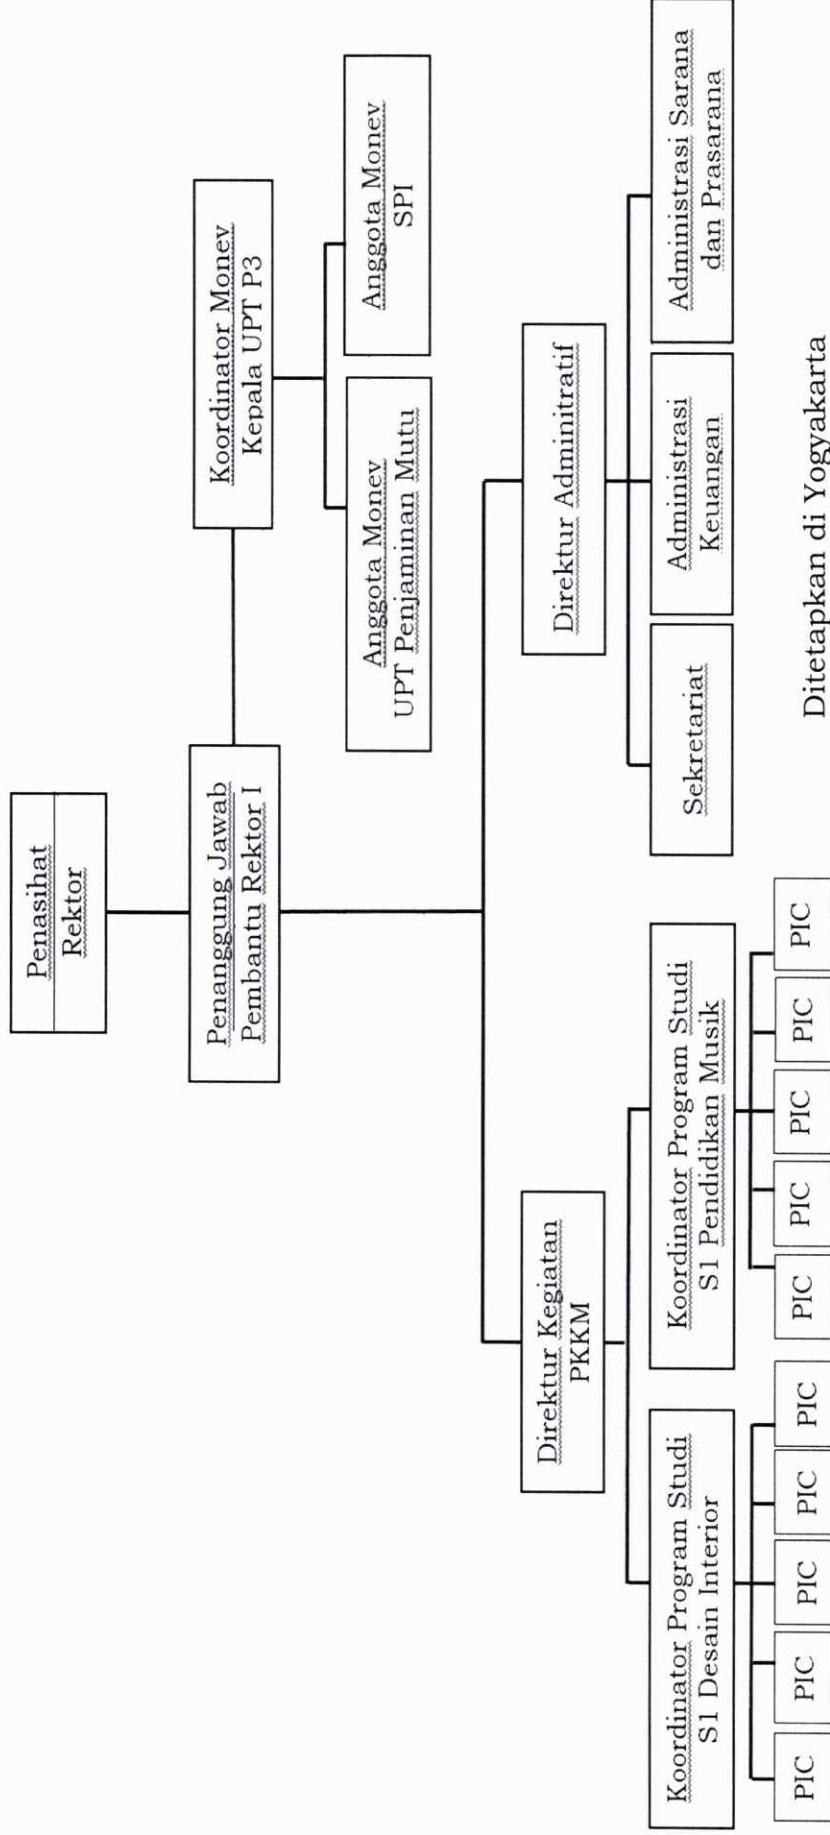 Penasihat
Rektor
Penanggung Jawab
Pembantu Rektor I
Koordinator Monev
Kepala UPT P3
Anggota Monev
UPT Penjaminan Mutu
Anggota Monev
SPI
Direktur Kegiatan
PKKM
Direktur Adminitratif
Koordinator Program Studi
S1 Desain Interior
Koordinator Program Studi
S1 Pendidikan Musik
Sekretariat
Administrasi
Keuangan
Administrasi Sarana
dan Prasarana
PIC
PIC
PIC
PIC
PIC
PIC
PIC
PIC
PIC
PIC
Ditetapkan di Yogyakarta